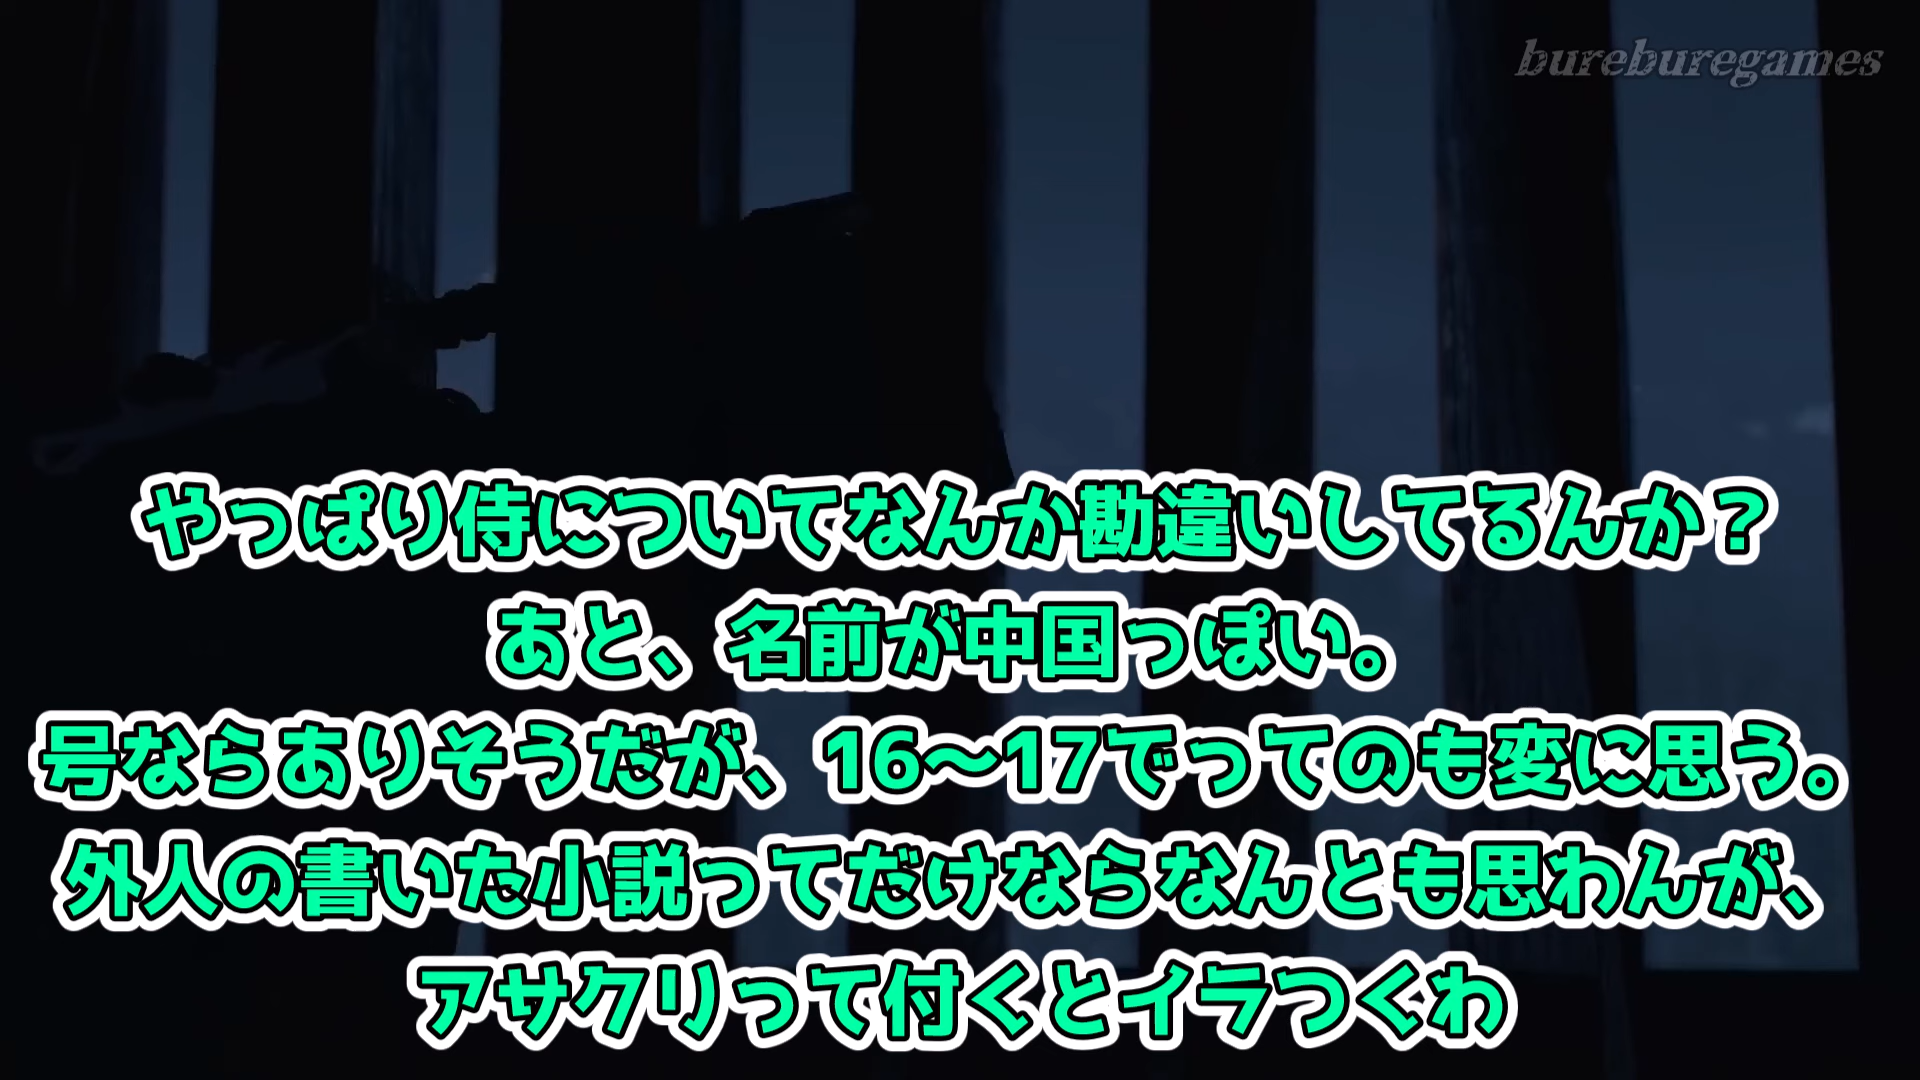 bureburegames
やっぱり侍についてなんか勘違いしてるんか？
あと、名前が中国っぽい。
号ならありそうだが、16～17でってのも変に思う。
外人の書いた小説ってだけならなんとも思わんが、
アサクリって付くとイラつくわ